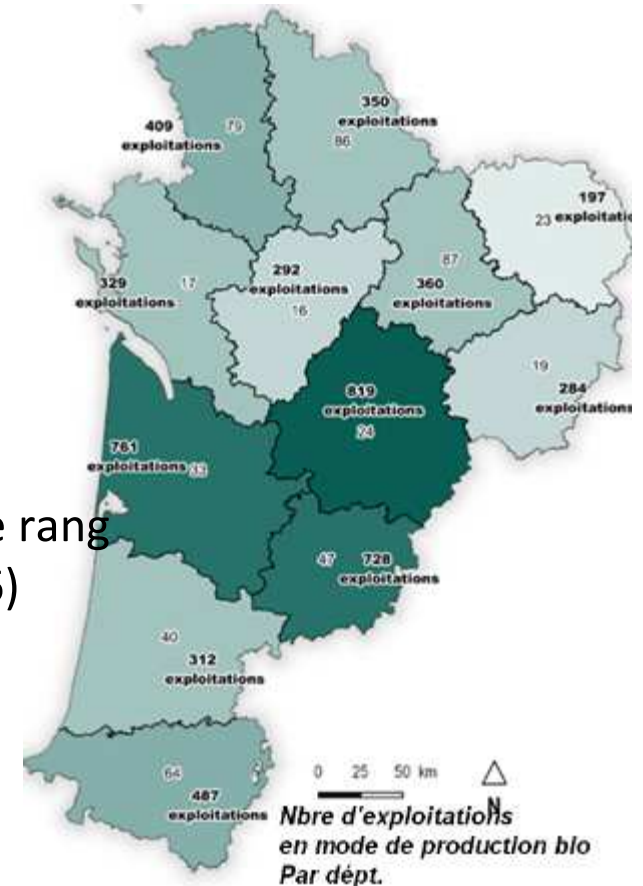 350
exploitations
86
409
exploitations
79
197
23 exploitatio
87
360
exploitations
292
exploitations
16
329
exploitations
17
19
284
exploitations
819
exploitations
24
761
exploitations 33
e rang
6)
47 728
exploitations
40
312
exploitations
64
487
exploitations
0 25 50 km
N
Nbre d'exploitations
en mode de production bio
Par dépt.